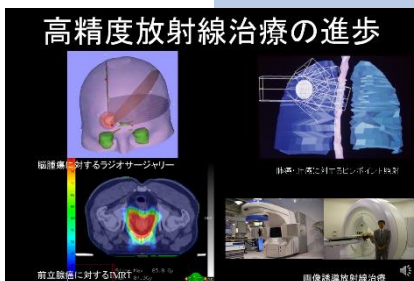 高精度放射線治療の進歩
脳腫瘍に対するラジオサージャリー
肺癌・肝癌に対するピンポイント照射
前立腺癌に対するIMRT
画像誘導放射線治療